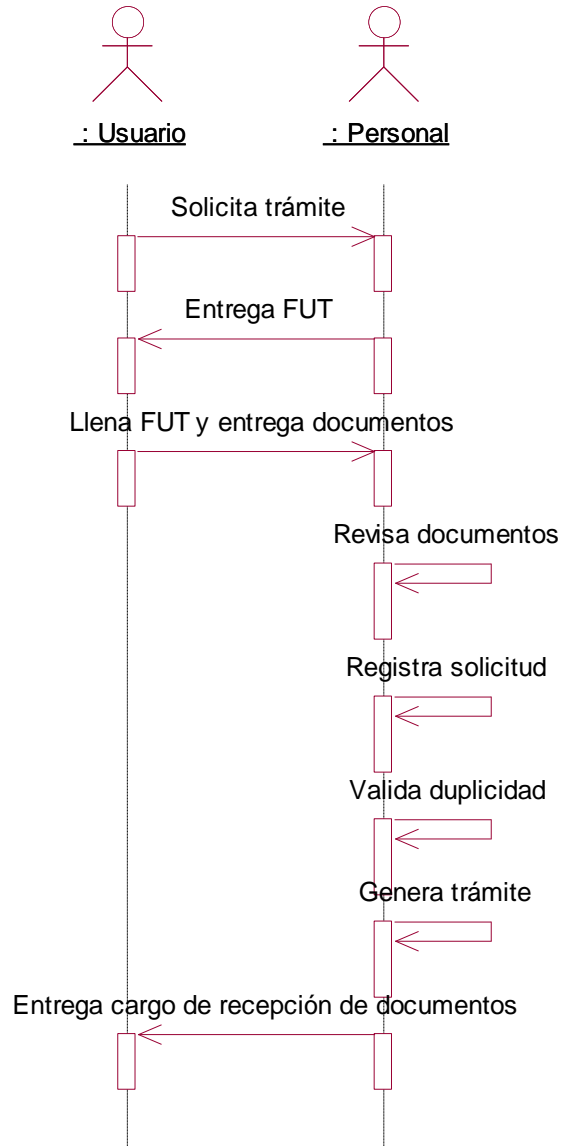 : Usuario
: Personal
Solicita trámite
Entrega FUT
Llena FUT y entrega documentos
Revisa documentos
Registra solicitud
Valida duplicidad
Genera trámite
Entrega cargo de recepción de documentos